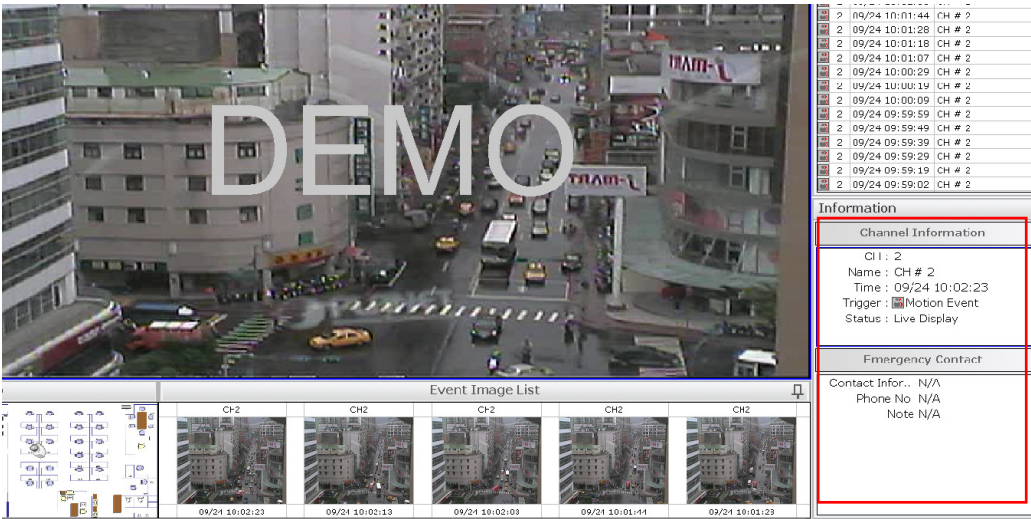 2 09/24 10:01:44 CH # 2
2 09/24 10:01:28 CH # 2
2 09/24 10:01:18 CH # 2
2 09/24 10:01:07 CH # 2
2 09/24 10:00:29 CH # 2
2 09/24 10:00:19 CH # 2
2 09/24 10:00:09 CH # 2
2 09/24 09:59:59 CH # 2
2 09/24 09:59:49 CH # 2
2 09/24 09:59:39 CH # 2
2 09/24 09:59:29 CH # 2
2 09/24 09:59:19 CH # 2
2 09/24 09:59:02 CH # 2
DEMO
Information
Channel Information
CH : 2
Name : CH # 2
Time : 09/24 10:02:23
Trigger : Motion Event
Status : Live Display
Emergency Contact
Contact Infor.. N/A
Phone No N/A
Note N/A
Event Image List
CH2 CH2 CH2 CH2 CH2
09/24 10:02:23 09/24 10:02:13 09/24 10:02:03 09/24 10:01:44 09/24 10:01:28